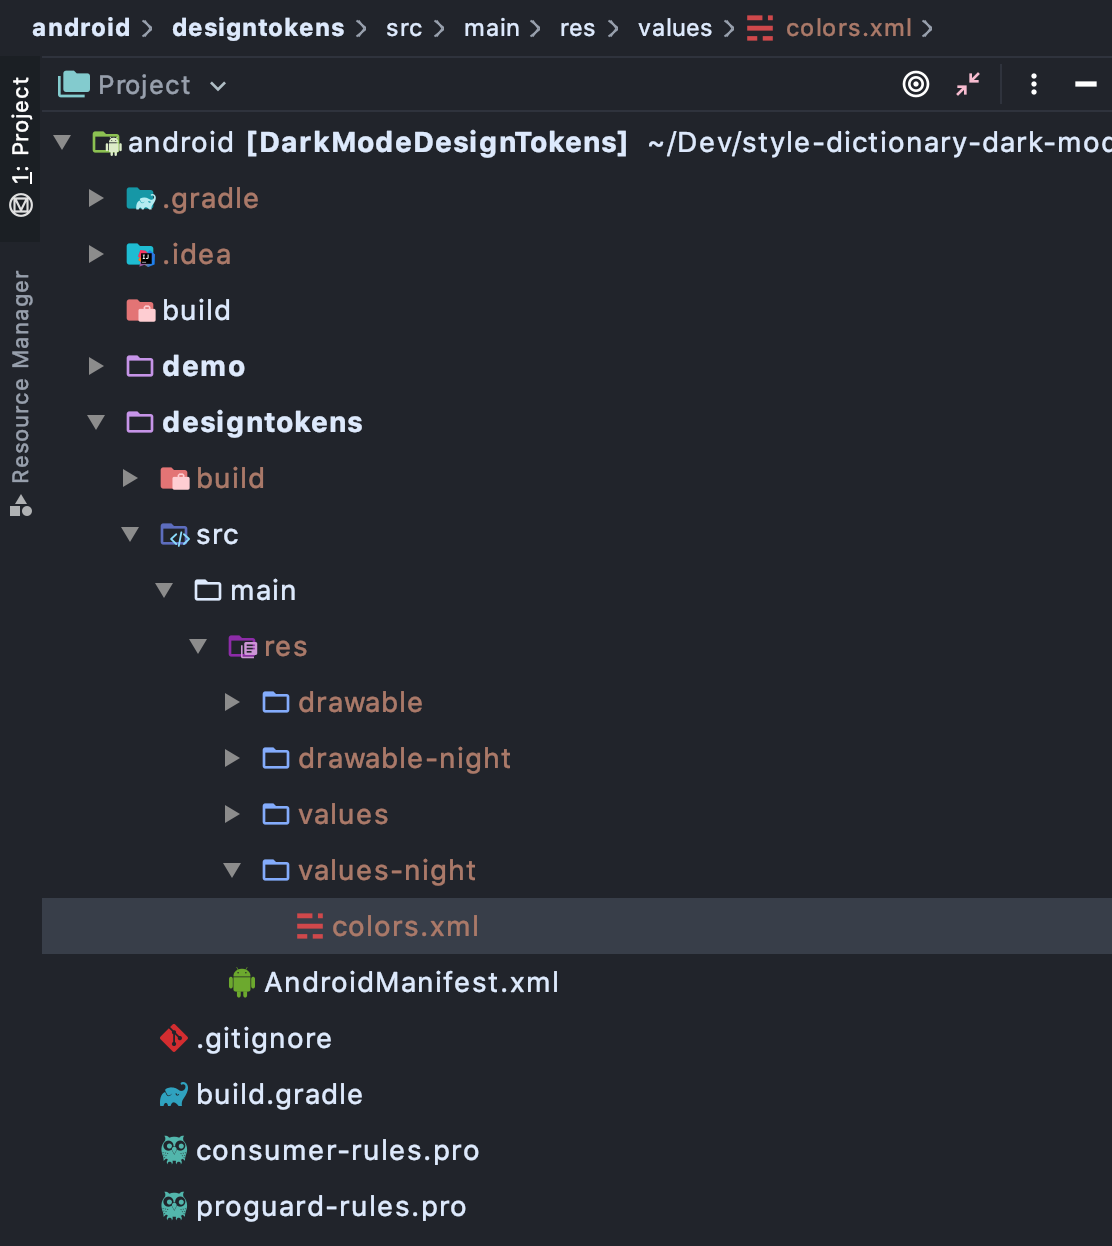 android > designtokens > src > main > res > values > colors.xml >
Project
1: Project
Resource Manager
android [DarkModeDesignTokens] ~/Dev/style-dictionary-dark-mod
.gradle
.idea
build
demo
designtokens
build
src
main
res
drawable
drawable-night
values
values-night
colors.xml
AndroidManifest.xml
.gitignore
build.gradle
consumer-rules.pro
proguard-rules.pro